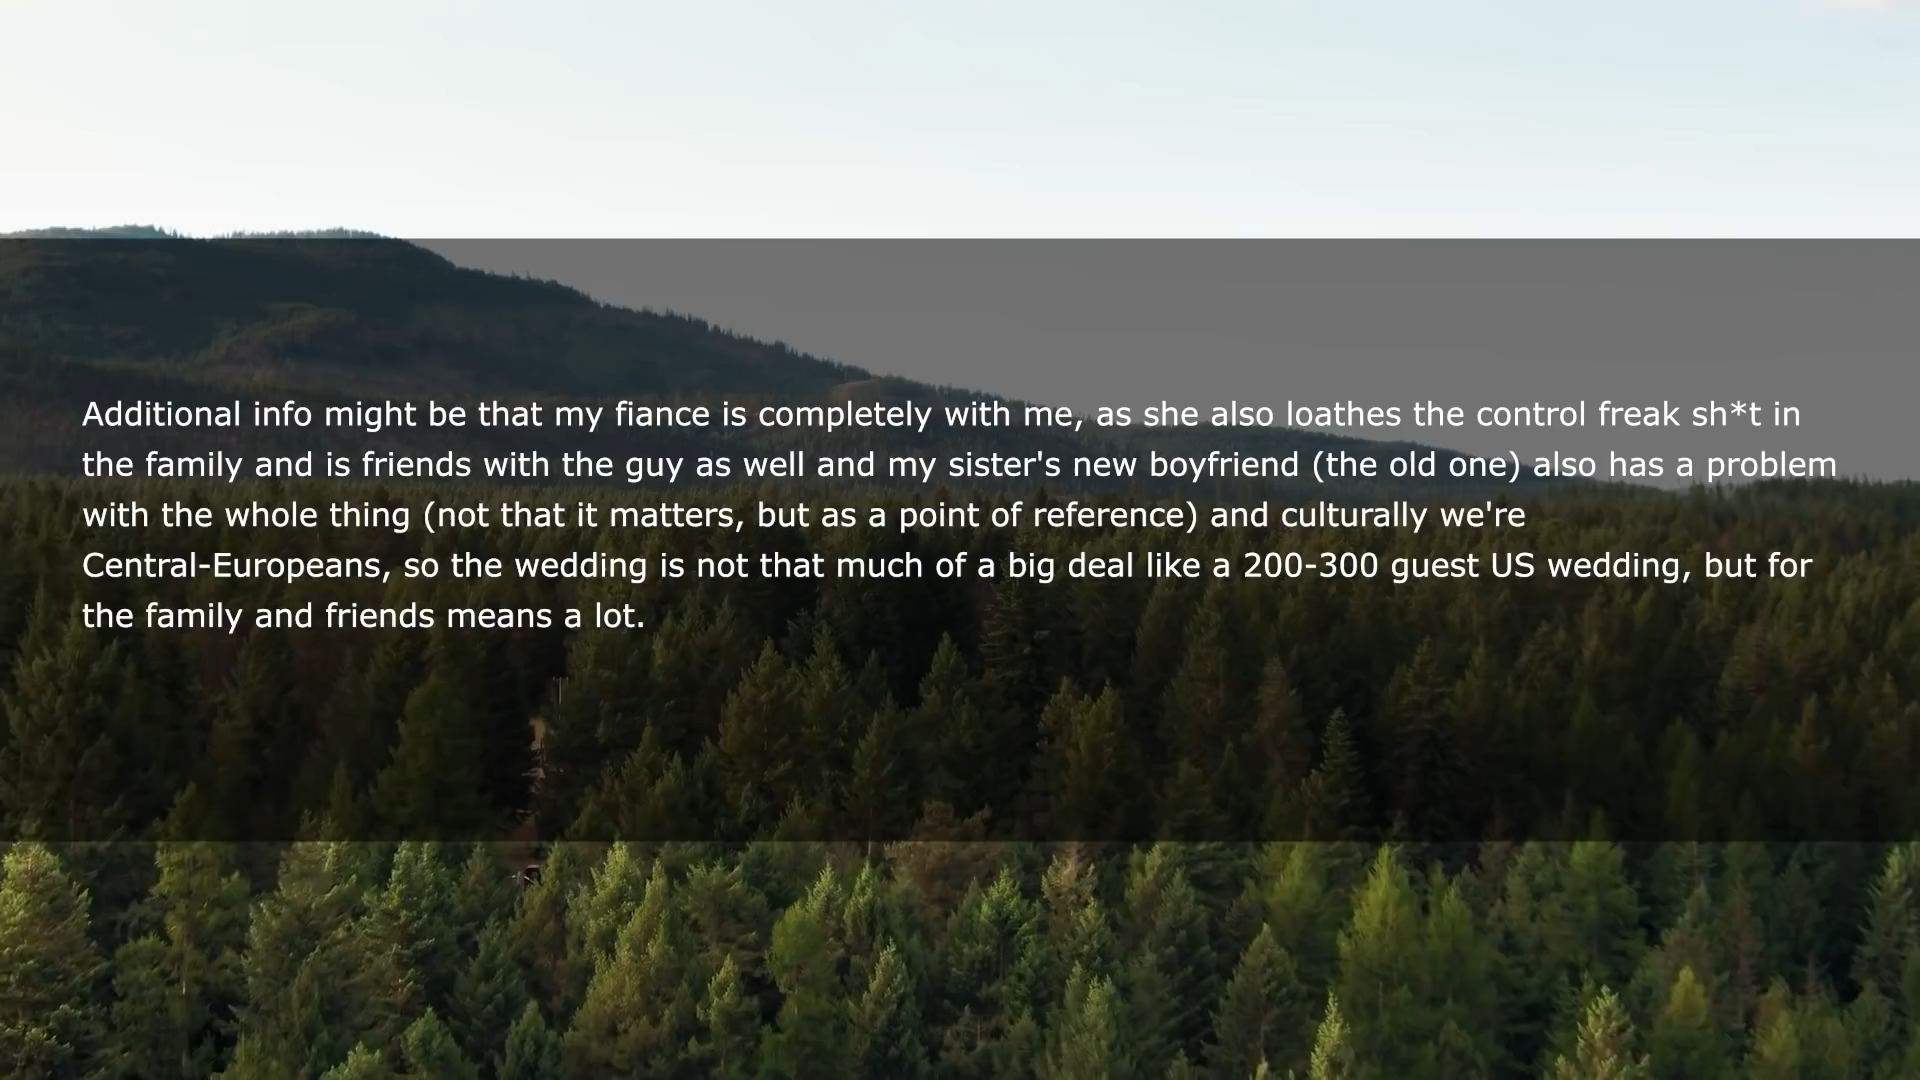 Additional info might be that my fiance is completely with me, as she also loathes the control freak sh*t in
the family and is friends with the guy as well and my sister's new boyfriend (the old one) also has a problem
with the whole thing (not that it matters, but as a point of reference) and culturally we're
Central-Europeans, so the wedding is not that much of a big deal like a 200-300 guest US wedding, but for
the family and friends means a lot.